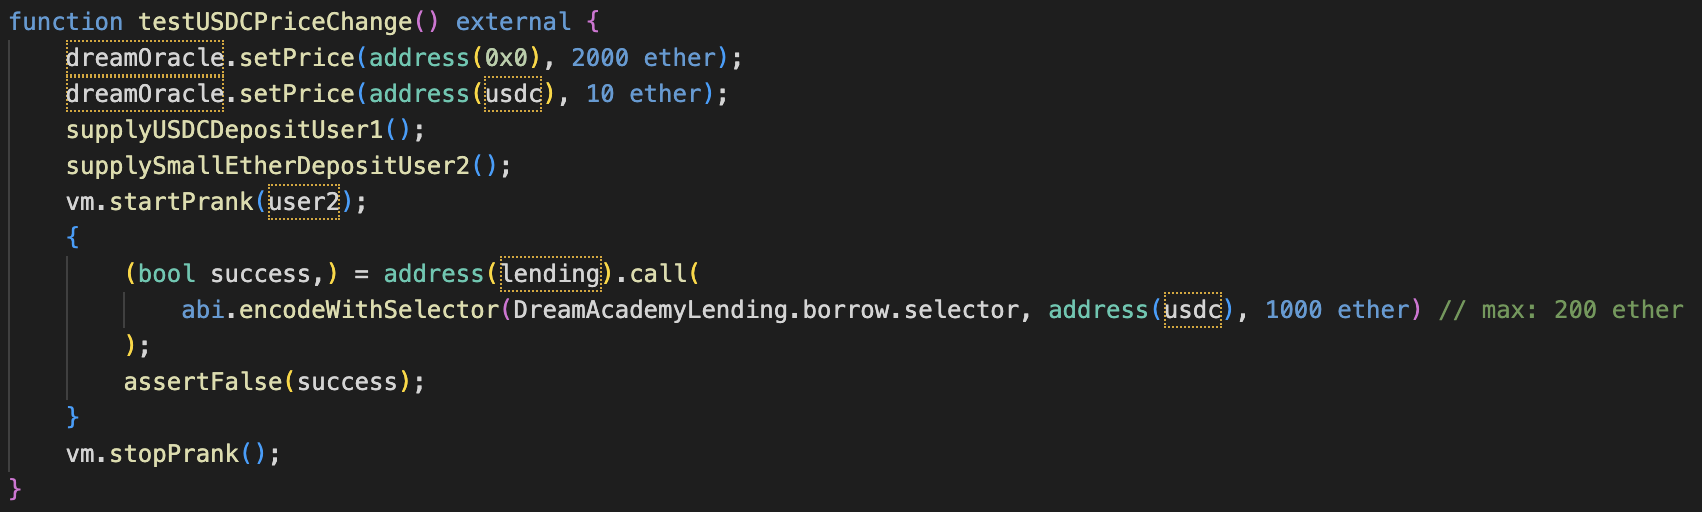 function testUSDCPriceChange() external {
dreamOracle.setPrice(address(0x0), 2000 ether);
dreamOracle.setPrice(address(usdc), 10 ether);
supplyUSDCDepositUser1();
supplySmallEtherDepositUser2();
vm.startPrank(user2);
{
(bool success,) = address(lending).call(
abi.encodeWithSelector(DreamAcademyLending.borrow.selector, address(usdc), 1000 ether) // max: 200 ether
);
assertFalse(success);
}
vm.stopPrank();
}